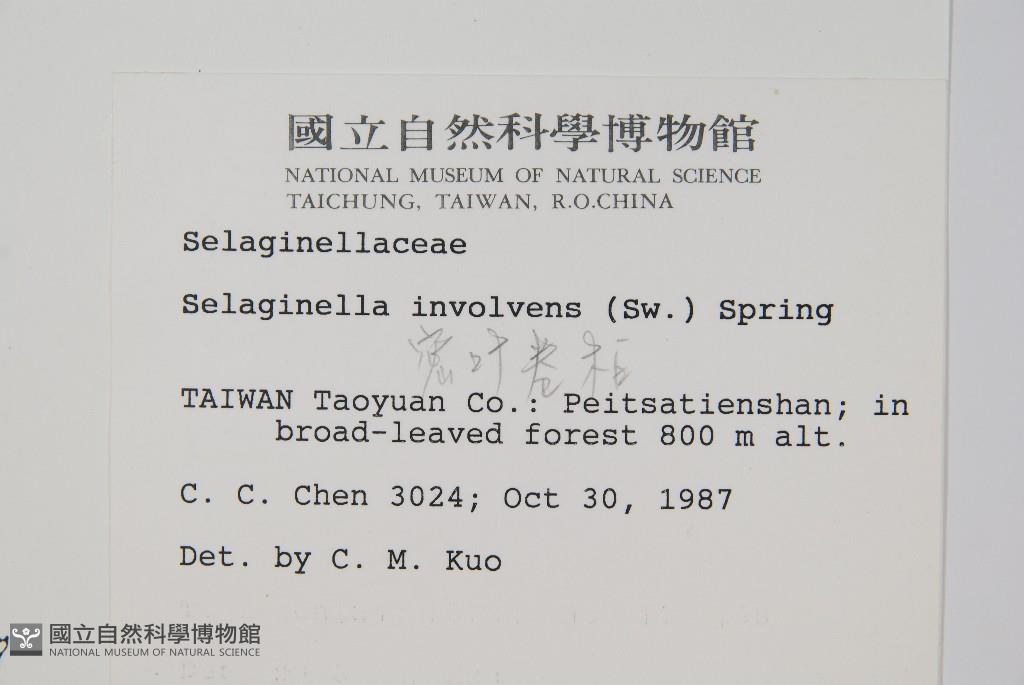 國立自然科學博物館
NATIONAL MUSEUM OF NATURAL SCIENCE
TAICHUNG, TAIWAN, R.O.CHINA
Selaginellaceae
Selaginella involvens (Sw.) Spring
密叶卷柏
TAIWAN Taoyuan Co.: Peitsatienshan; in
broad-leaved forest 800 m alt.
C. C. Chen 3024; Oct 30, 1987
Det. by C. M. Kuo
國立自然科學博物館
NATIONAL MUSEUM OF NATURAL SCIENCE